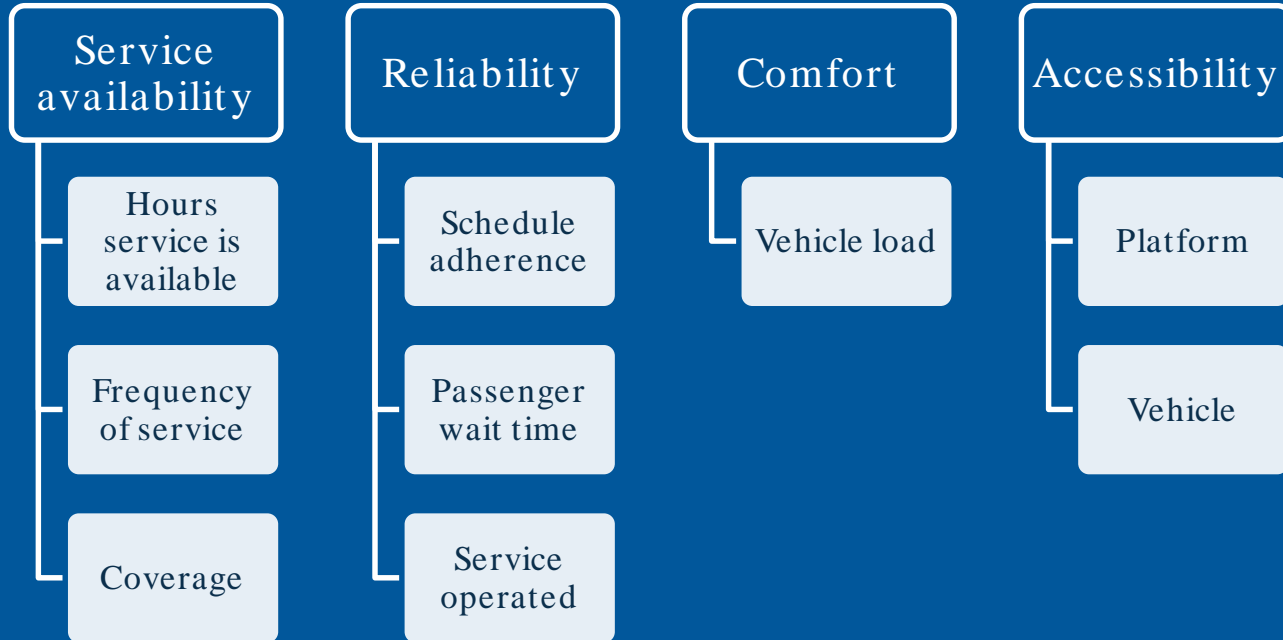 Service
availability
Hours
service is
available
Frequency
of service
Coverage
Reliability
Schedule
adherence
Passenger
wait time
Service
operated
Comfort
Vehicle load
Accessibility
Platform
Vehicle